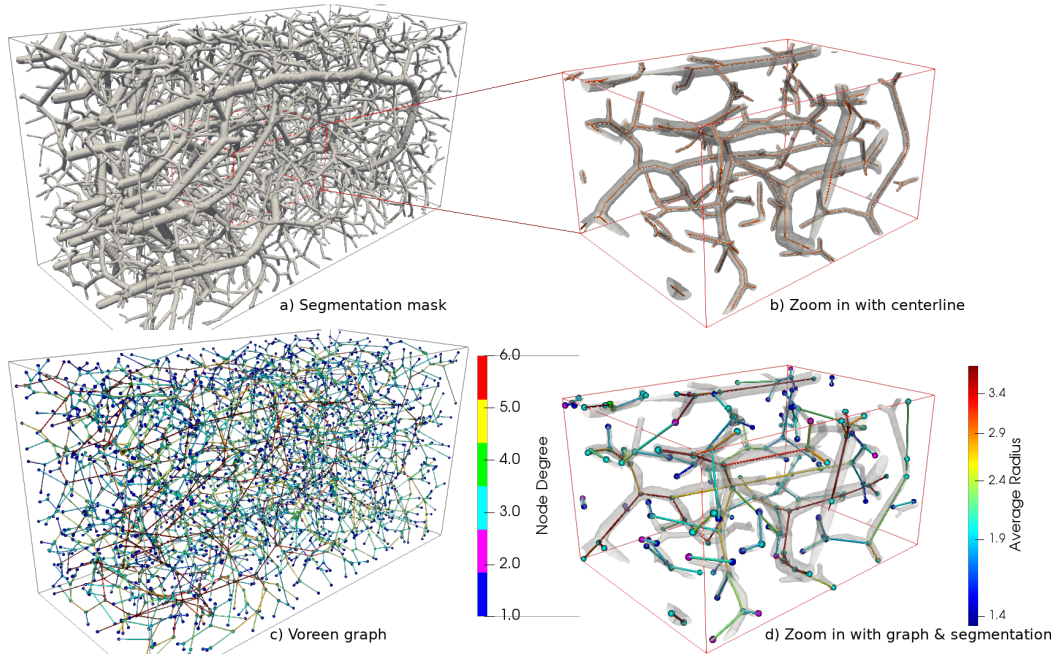 a) Segmentation mask
b) Zoom in with centerline
6.0
5.0
4.0
3.0
2.0
1.0
Node Degree
3.4
2.9
2.4
1.9
1.4
Average Radius
c) Voreen graph
d) Zoom in with graph & segmentation